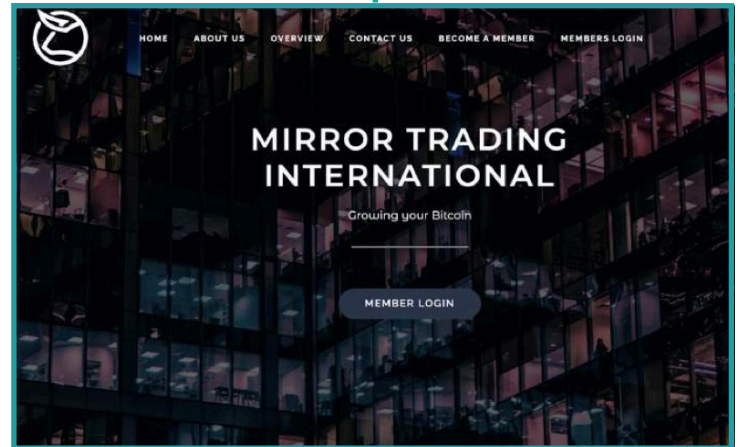 HOME ABOUT US OVERVIEW CONTACT US BECOME A MEMBER MEMBERS LOGIN
MIRROR TRADING
INTERNATIONAL
Growing your Bitcoin
MEMBER LOGIN